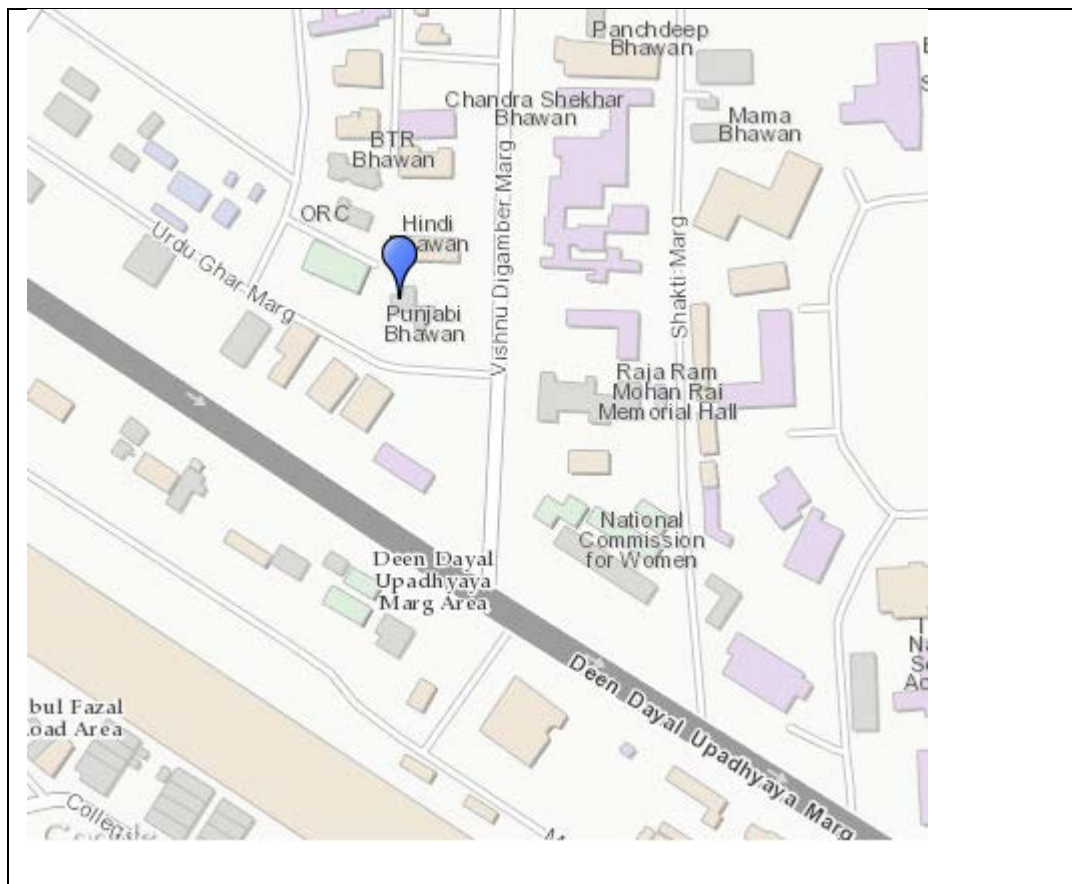 Panchdeep
Bhawan
Chandra Shekhar
Bhawan
Mama
Bhawan
BTR
Bhawan
ORC
Hindi
Urdu Ghar Marg
Vishnu Digamber Marg
Shakti Marg
Punjabi
Bhawan
Raja Ram
Mohan Rai
Memorial Hall
National
Commission
for Women
Deen Dayal
Upadhyaya
Marg Area
Deen Dayal Upadhyaya Marg
bul Fazal
oad Area